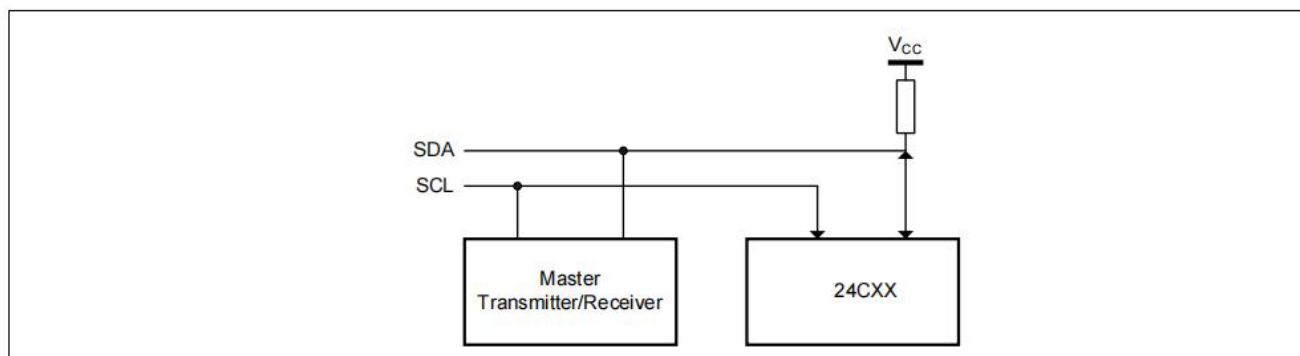 VCC
SDA
SCL
Master
Transmitter/Receiver
24CXX